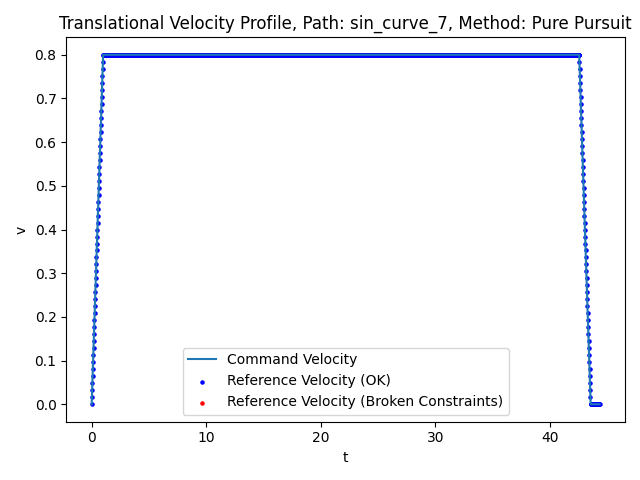 Translational Velocity Profile, Path: sin_curve_7, Method: Pure Pursuit
0.8
0.7
0.6
0.5
0.4
0.3
0.2
0.1
0.0
v
Command Velocity
Reference Velocity (OK)
Reference Velocity (Broken Constraints)
0 10 20 30 40
t